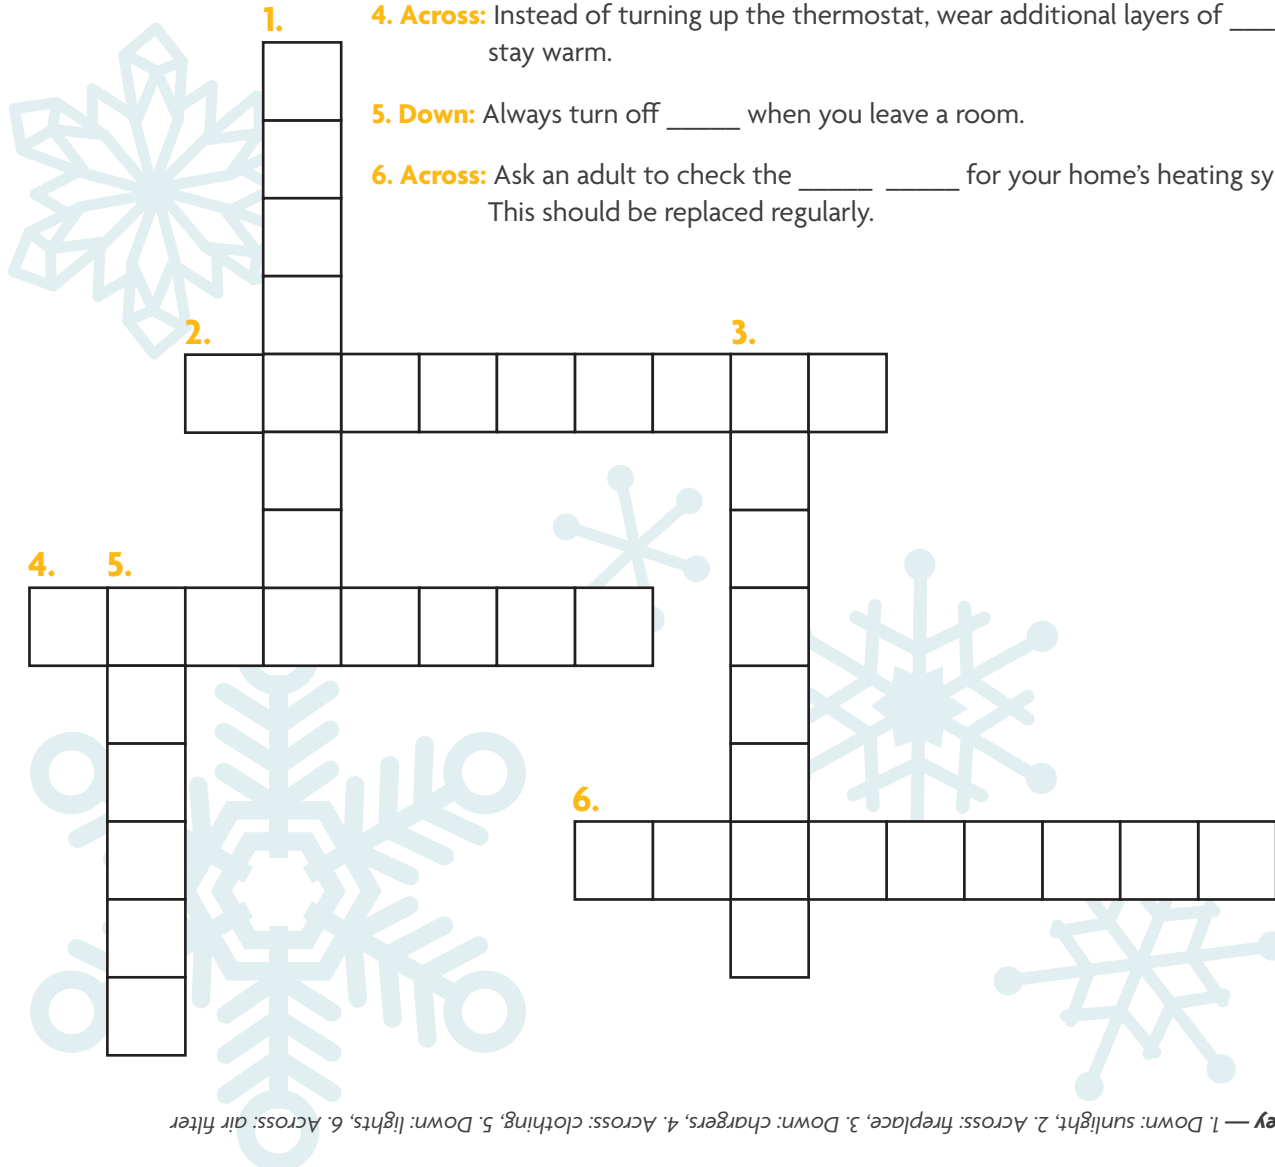 1.
4. Across: Instead of turning up the thermostat, wear additional layers of ____
stay warm.
5. Down: Always turn off _____ when you leave a room.
6. Across: Ask an adult to check the _____ _____ for your home’s heating sy
This should be replaced regularly.
2. 3.
4. 5.
6.
ey — 1. Down: sunlight, 2. Across: fireplace, 3. Down: chargers, 4. Across: clothing, 5. Down: lights, 6. Across: air filter